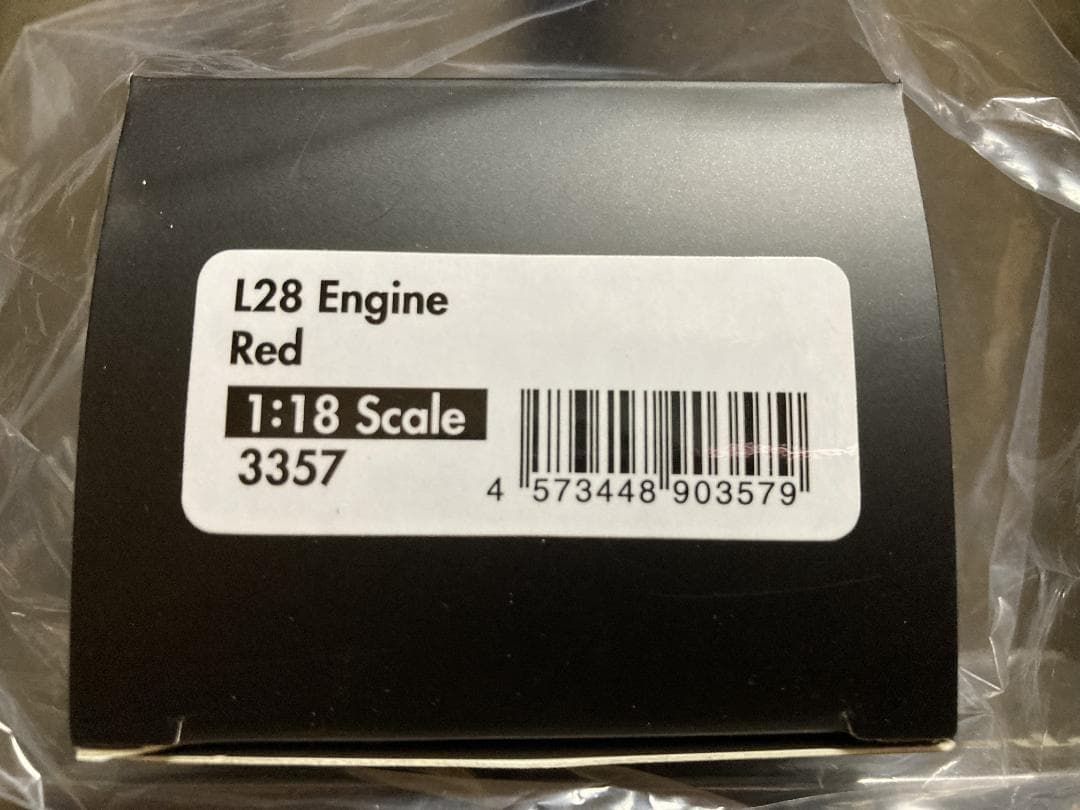 L28 Engine
Red
1:18 Scale
3357
4 573448 903579